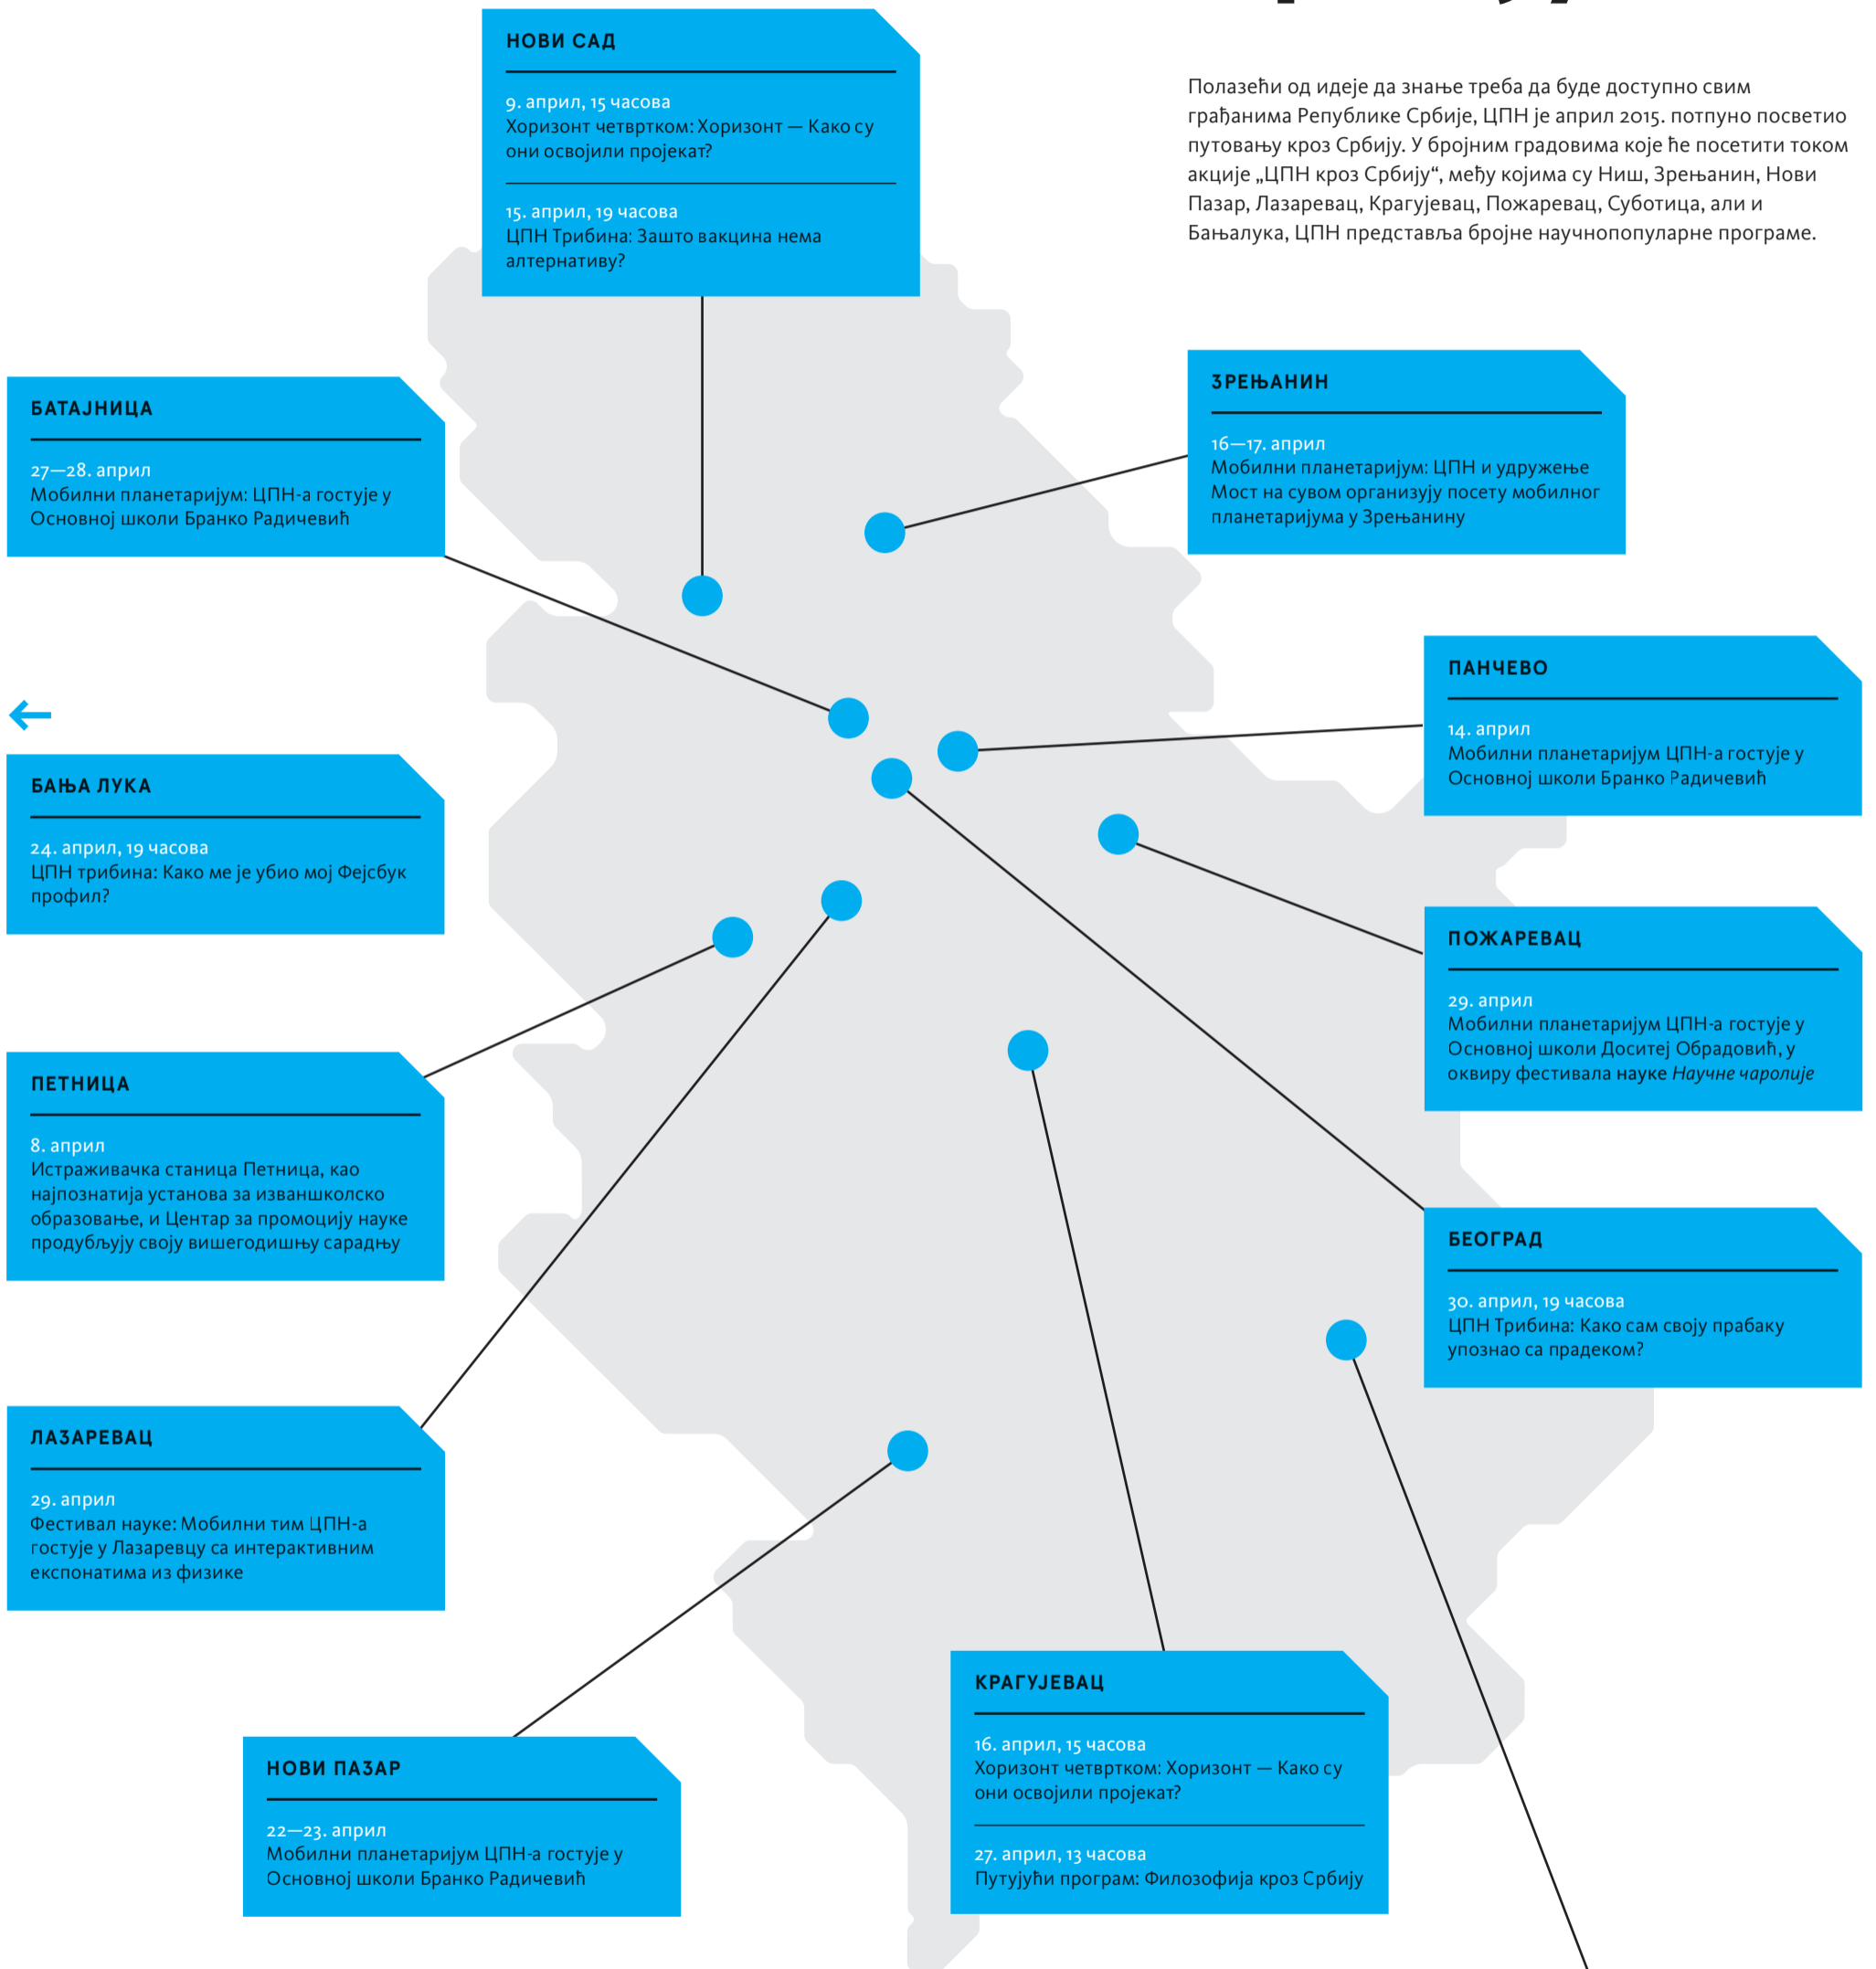 НОВИ САД
9. април, 15 часова
Хоризонт четвртком: Хоризонт — Како су
они освојили пројекат?
15. април, 19 часова
ЦПН Трибина: Зашто вакцина нема
алтернативу?
Полазећи од идеје да знање треба да буде доступно свим
грађанима Републике Србије, ЦПН је април 2015. потпуно посветио
путовању кроз Србију. У бројним градовима које ће посетити током
акције „ЦПН кроз Србију“, међу којима су Ниш, Зрењанин, Нови
Пазар, Лазаревац, Крагујевац, Пожаревац, Суботица, али и
Бањалука, ЦПН представља бројне научнопопуларне програме.
ЗРЕЊАНИН
16—17. април
Мобилни планетаријум: ЦПН и удружење
Мост на сувом организују посету мобилног
планетаријума у Зрењанину
БАТАЈНИЦА
27—28. април
Мобилни планетаријум: ЦПН-а гостује у
Основној школи Бранко Радичевић
ПАНЧЕВО
14. април
Мобилни планетаријум ЦПН-а гостује у
Основној школи Бранко Радичевић
БАЊА ЛУКА
24. април, 19 часова
ЦПН трибина: Како ме је убио мој Фејсбук
профил?
ПОЖАРЕВАЦ
29. април
Мобилни планетаријум ЦПН-а гостује у
Основној школи Доситеј Обрадовић, у
оквиру фестивала науке Научне чаролије
ПЕТНИЦА
8. април
Истраживачка станица Петница, као
најпознатија установа за изваншколско
образовање, и Центар за промоцију науке
продубљују своју вишегодишњу сарадњу
БЕОГРАД
30. април, 19 часова
ЦПН Трибина: Како сам своју прабаку
упознао са прадеком?
ЛАЗАРЕВАЦ
29. април
Фестивал науке: Мобилни тим ЦПН-а
гостује у Лазаревцу са интерактивним
експонатима из физике
КРАГУЈЕВАЦ
16. април, 15 часова
Хоризонт четвртком: Хоризонт — Како су
они освојили пројекат?
27. април, 13 часова
Путујући програм: Филозофија кроз Србију
НОВИ ПАЗАР
22—23. април
Мобилни планетаријум ЦПН-а гостује у
Основној школи Бранко Радичевић